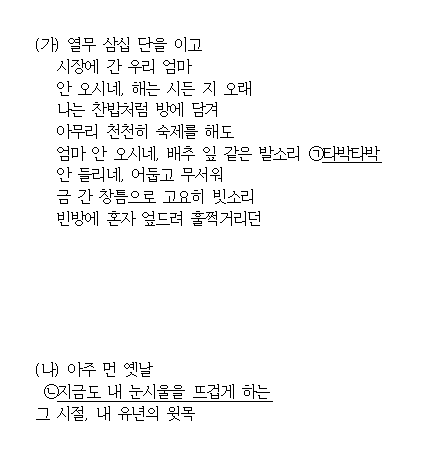 (가) 열무 삼십 단을 이고
시장에 간 우리 엄마
안 오시네, 해는 시든 지 오래
나는 찬밥처럼 방에 담겨
아무리 천천히 숙제를 해도
엄마 안 오시네, 배추 잎 같은 발소리 ㉠타박타박
안 들리네, 어둡고 무서워
금 간 창틈으로 고요히 빗소리
빈방에 혼자 엎드려 훌쩍거리던
(나) 아주 먼 옛날
㉡지금도 내 눈시울을 뜨겁게 하는
그 시절, 내 유년의 윗목